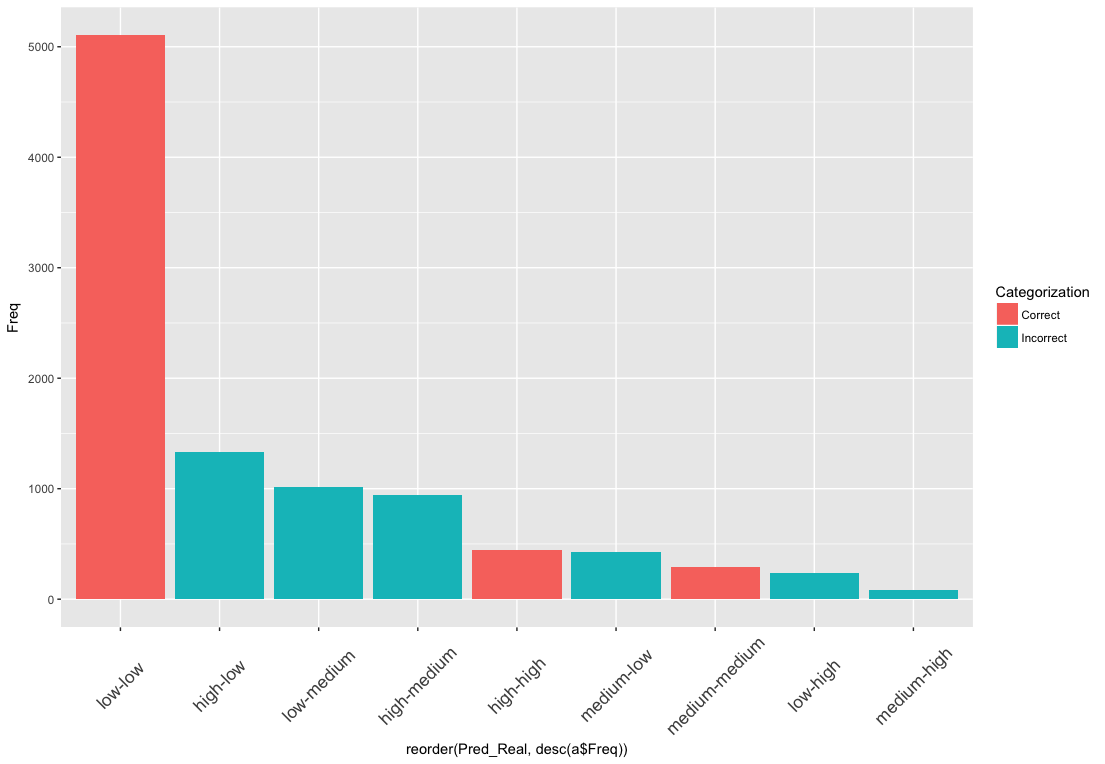 5000
4000
3000
2000
1000
0
Freq
low-low
high-low
low-medium
high-medium
high-high
medium-low
medium-medium
low-high
medium-high
reorder(Pred_Real, desc(a$Freq))
Categorization
Correct
Incorrect